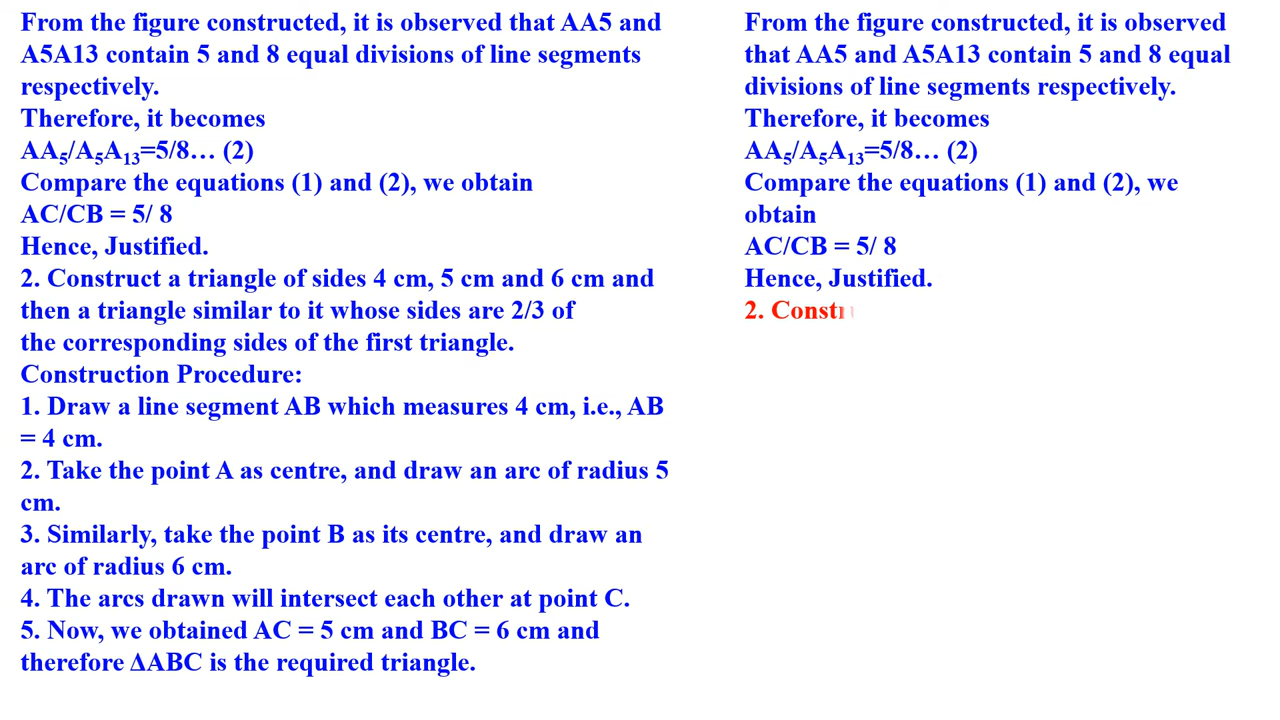 From the figure constructed, it is observed that AA5 and
A5A13 contain 5 and 8 equal divisions of line segments
respectively.
Therefore, it becomes
AA₅/A₅A₁₃=5/8… (2)
Compare the equations (1) and (2), we obtain
AC/CB = 5/ 8
Hence, Justified.
2. Construct a triangle of sides 4 cm, 5 cm and 6 cm and
then a triangle similar to it whose sides are 2/3 of
the corresponding sides of the first triangle.
Construction Procedure:
1. Draw a line segment AB which measures 4 cm, i.e., AB
= 4 cm.
2. Take the point A as centre, and draw an arc of radius 5
cm.
3. Similarly, take the point B as its centre, and draw an
arc of radius 6 cm.
4. The arcs drawn will intersect each other at point C.
5. Now, we obtained AC = 5 cm and BC = 6 cm and
therefore ΔABC is the required triangle.
From the figure constructed, it is observed
that AA5 and A5A13 contain 5 and 8 equal
divisions of line segments respectively.
Therefore, it becomes
AA₅/A₅A₁₃=5/8… (2)
Compare the equations (1) and (2), we
obtain
AC/CB = 5/ 8
Hence, Justified.
2. Constr